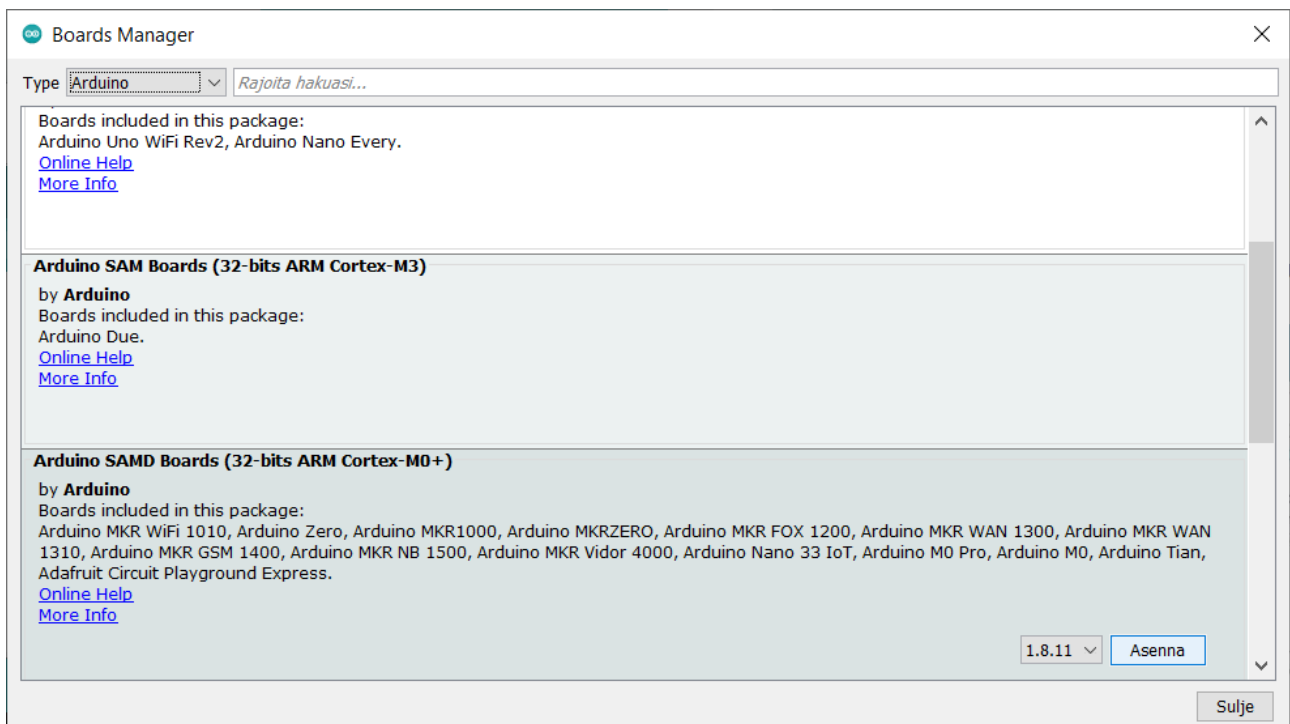 Boards Manager
Type Arduino Rajoita hakuasi...
Boards included in this package:
Arduino Uno WiFi Rev2, Arduino Nano Every.
Online Help
More Info
Arduino SAM Boards (32-bits ARM Cortex-M3)
by Arduino
Boards included in this package:
Arduino Due.
Online Help
More Info
Arduino SAMD Boards (32-bits ARM Cortex-M0+)
by Arduino
Boards included in this package:
Arduino MKR WiFi 1010, Arduino Zero, Arduino MKR1000, Arduino MKRZERO, Arduino MKR FOX 1200, Arduino MKR WAN 1300, Arduino MKR WAN
1310, Arduino MKR GSM 1400, Arduino MKR NB 1500, Arduino MKR Vidor 4000, Arduino Nano 33 IoT, Arduino M0 Pro, Arduino M0, Arduino Tian,
Adafruit Circuit Playground Express.
Online Help
More Info
1.8.11 Asenna
Sulje